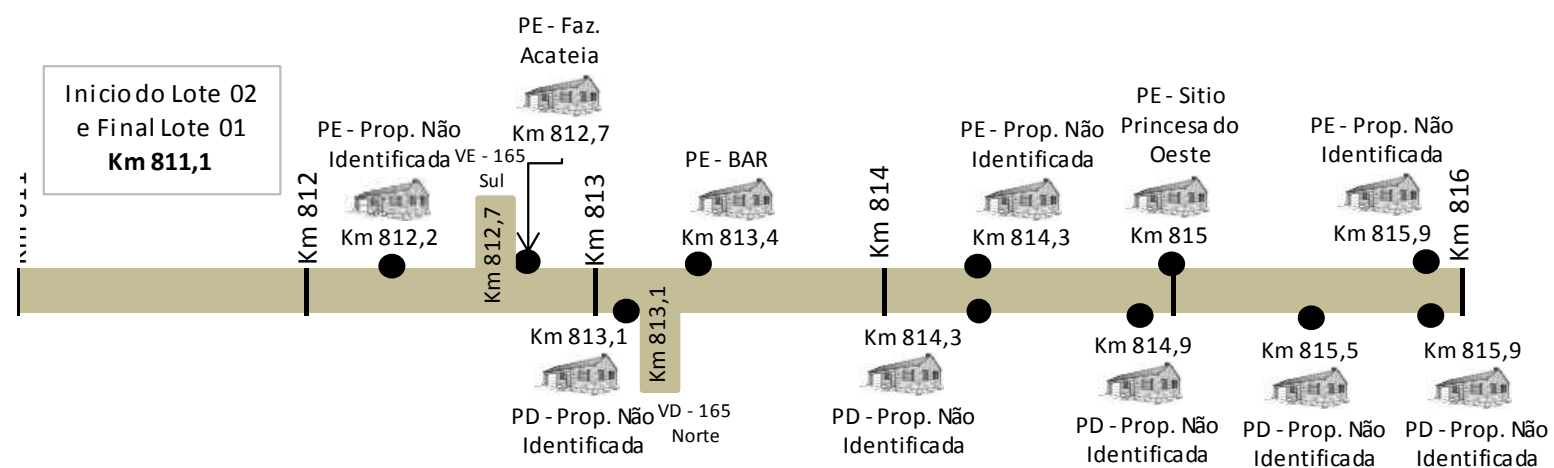 Inicio do Lote 02
e Final Lote 01
Km 811,1
Km 811
Km 812
PE - Prop. Não
Identificada
Km 812,2
VE - 165
Sul
Km 812,7
PE - Faz.
Acateia
Km 812,7
Km 813
PE - BAR
Km 813,4
Km 814
PE - Prop. Não
Identificada
Km 814,3
PE - Sitio
Princesa do
Oeste
Km 815
PE - Prop. Não
Identificada
Km 815,9
Km 816
Km 813,1
PD - Prop. Não
Identificada
Km 813,1
VD - 165
Norte
Km 814,3
PD - Prop. Não
Identificada
Km 814,9
PD - Prop. Não
Identificada
Km 815,5
PD - Prop. Não
Identificada
Km 815,9
PD - Prop. Não
Identificada